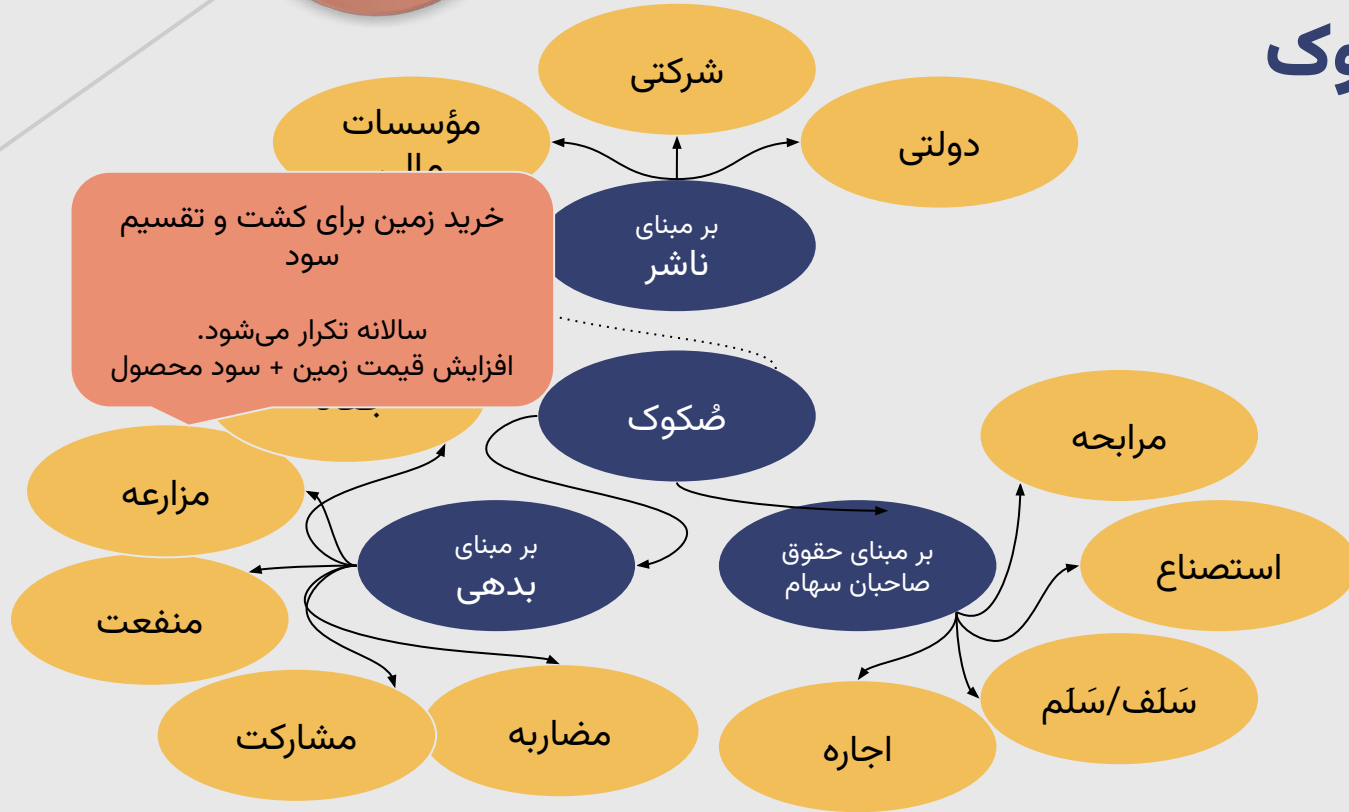 شرکتی
دولتی
مؤسسات
بر مبنای
ناشر
خرید زمین برای کشت و تقسیم
سود
سالانه تکرار می‌شود.
افزایش قیمت زمین + سود محصول
صُکوک
مرابحه
مزارعه
بر مبنای
بدهی
بر مبنای حقوق
صاحبان سهام
استصناع
منفعت
سَلَف/سَلَم
مشارکت
مضاربه
اجاره